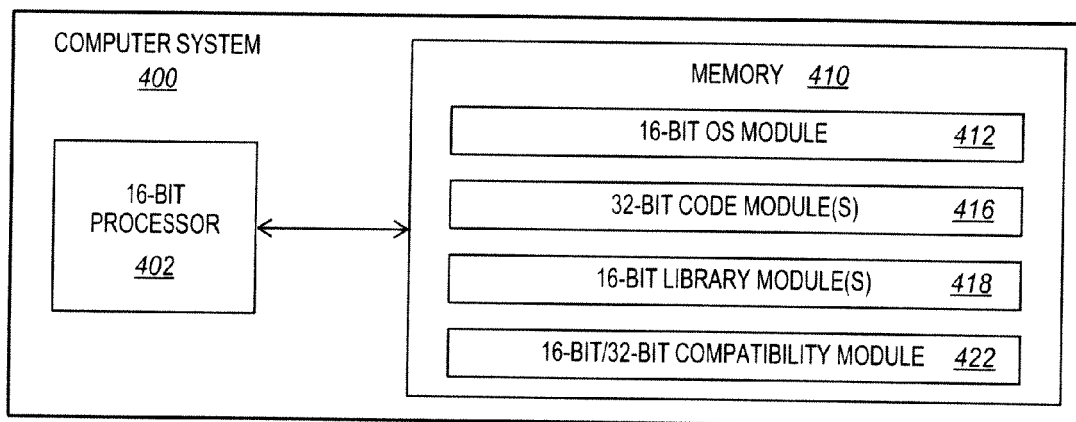 COMPUTER SYSTEM
400
16-BIT
PROCESSOR
402
MEMORY 410
16-BIT OS MODULE 412
32-BIT CODE MODULE(S) 416
16-BIT LIBRARY MODULE(S) 418
16-BIT/32-BIT COMPATIBILITY MODULE 422